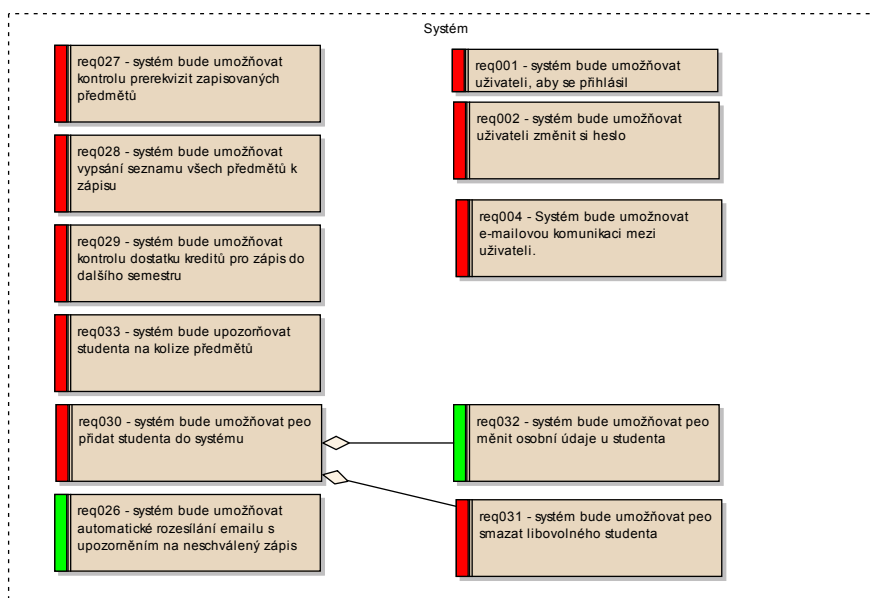 Systém
req027 - systém bude umožňovat
kontrolu prerekvizit zapisovaných
předmětů
req028 - systém bude umožňovat
vypsání seznamu všech předmětů k
zápisu
req029 - systém bude umožňovat
kontrolu dostatku kreditů pro zápis do
dalšího semestru
req033 - systém bude upozorňovat
studenta na kolize předmětů
req030 - systém bude umožňovat peo
přidat studenta do systému
req026 - systém bude umožňovat
automatické rozesílání emailu s
upozorněním na neschválený zápis
req001 - systém bude umožňovat
uživateli, aby se přihlásil
req002 - systém bude umožňovat
uživateli změnit si heslo
req004 - Systém bude umožnovat
e-mailovou komunikaci mezi
uživateli.
req032 - systém bude umožňovat peo
měnit osobní údaje u studenta
req031 - systém bude umožňovat peo
smazat libovolného studenta